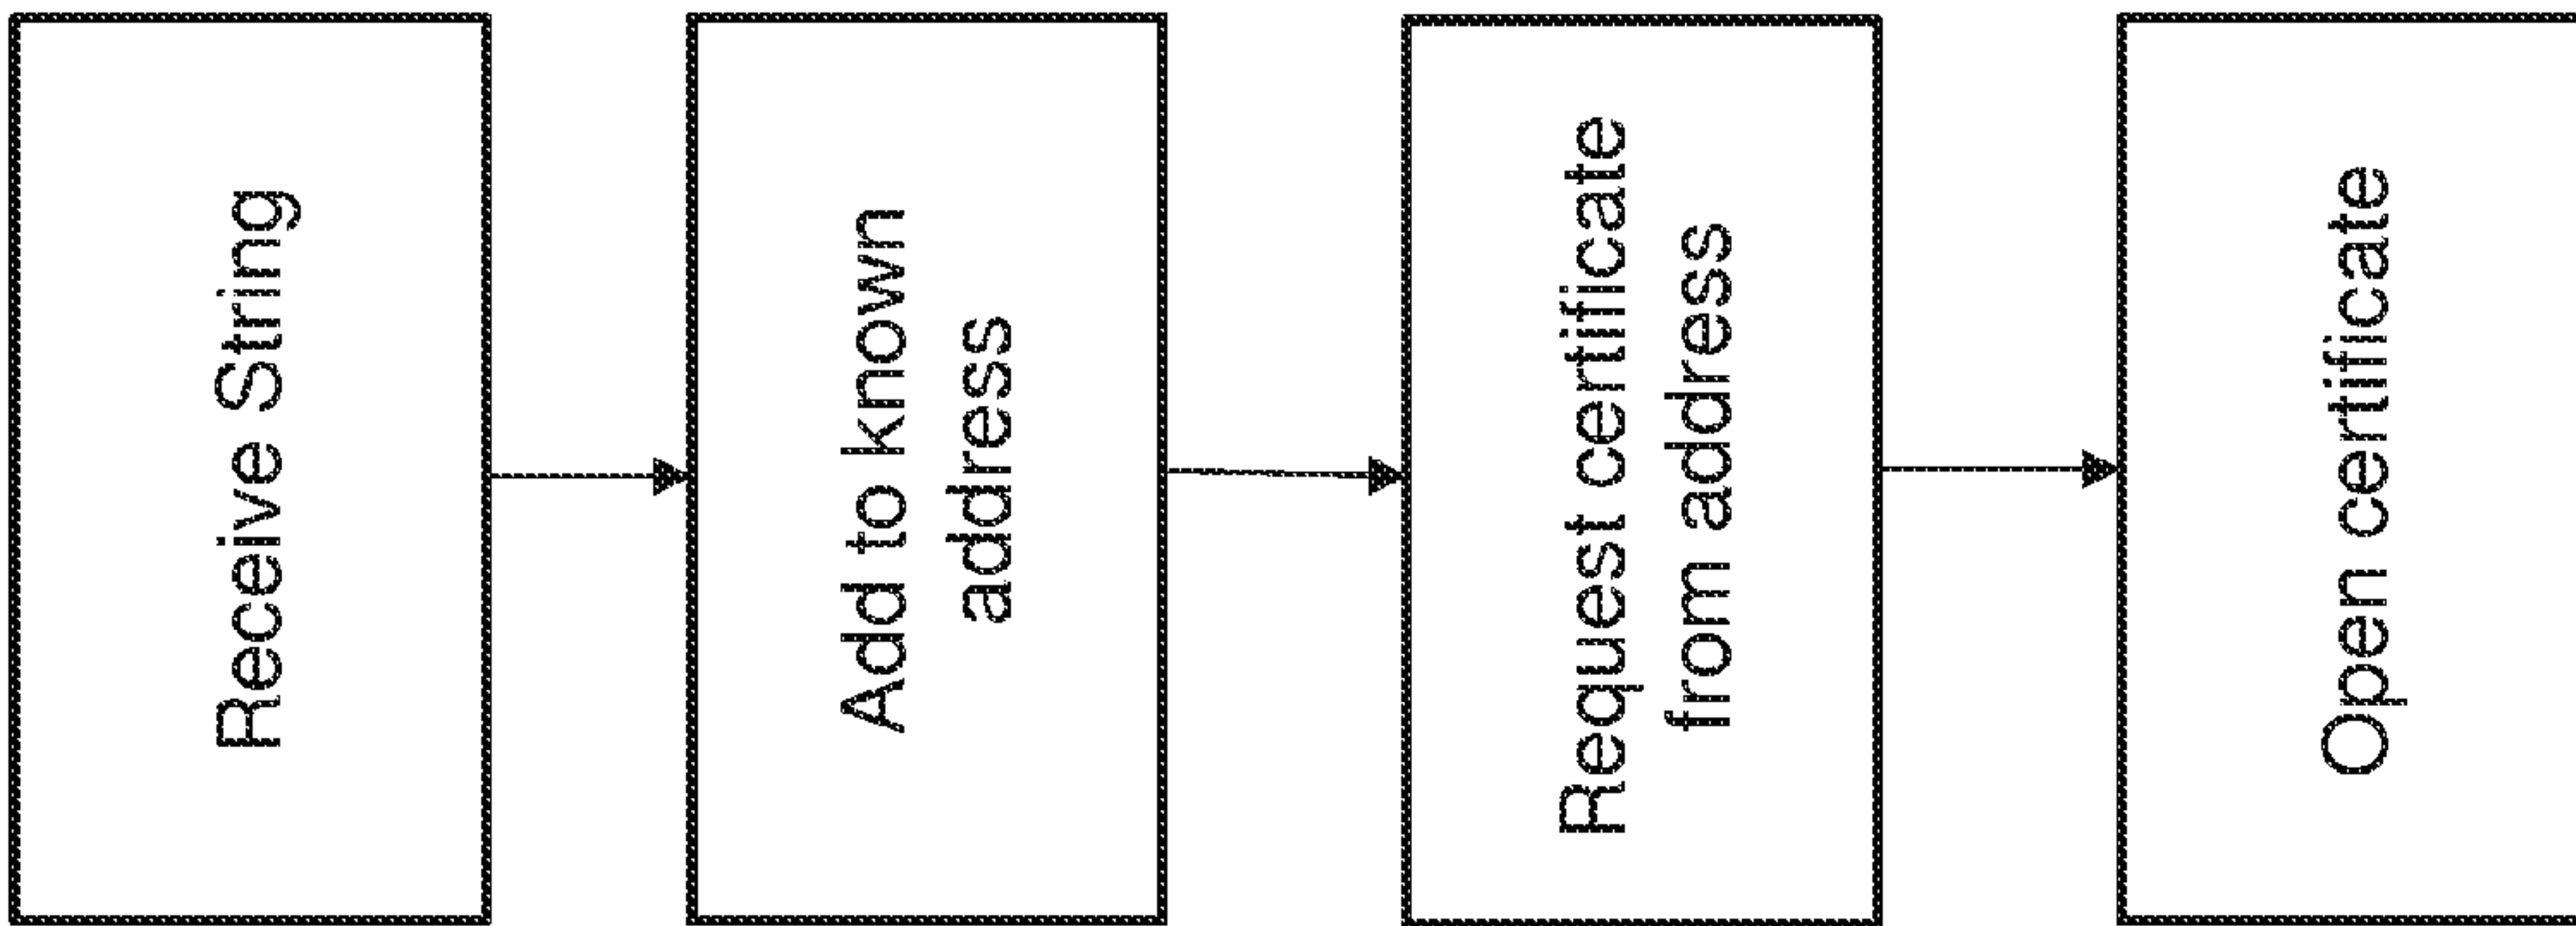 Receive String
Add to known
address
Request certificate
from address
Open certificate